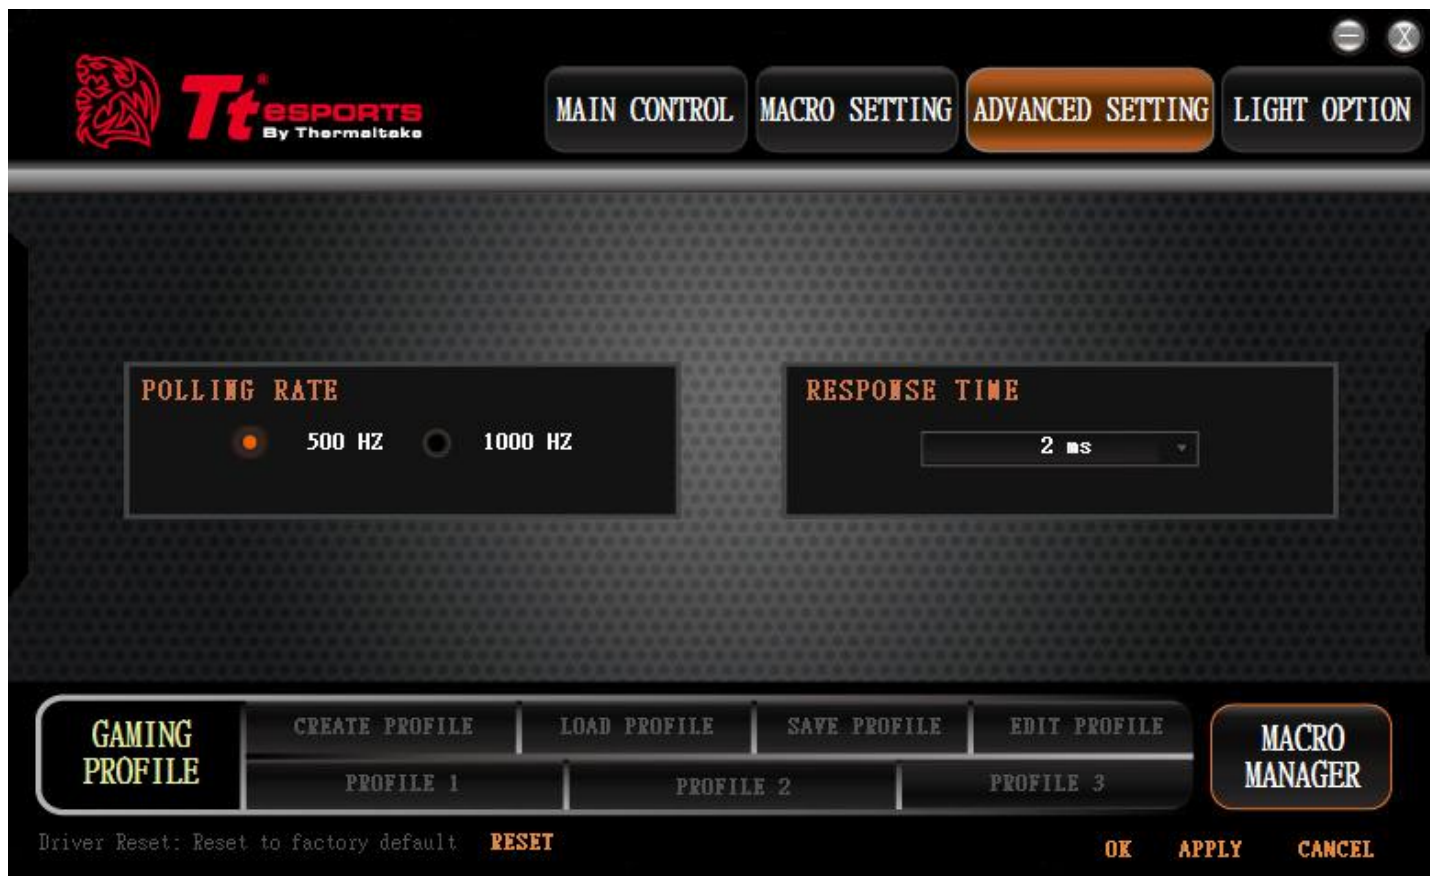 Tt esports
By Thermaltake
MAIN CONTROL
MACRO SETTING
ADVANCED SETTING
LIGHT OPTION
POLLING RATE
500 HZ
1000 HZ
RESPONSE TIME
2 ms
GAMING
PROFILE
CREATE PROFILE
LOAD PROFILE
SAVE PROFILE
EDIT PROFILE
PROFILE 1
PROFILE 2
PROFILE 3
MACRO
MANAGER
Driver Reset: Reset to factory default RESET
OK
APPLY
CANCEL